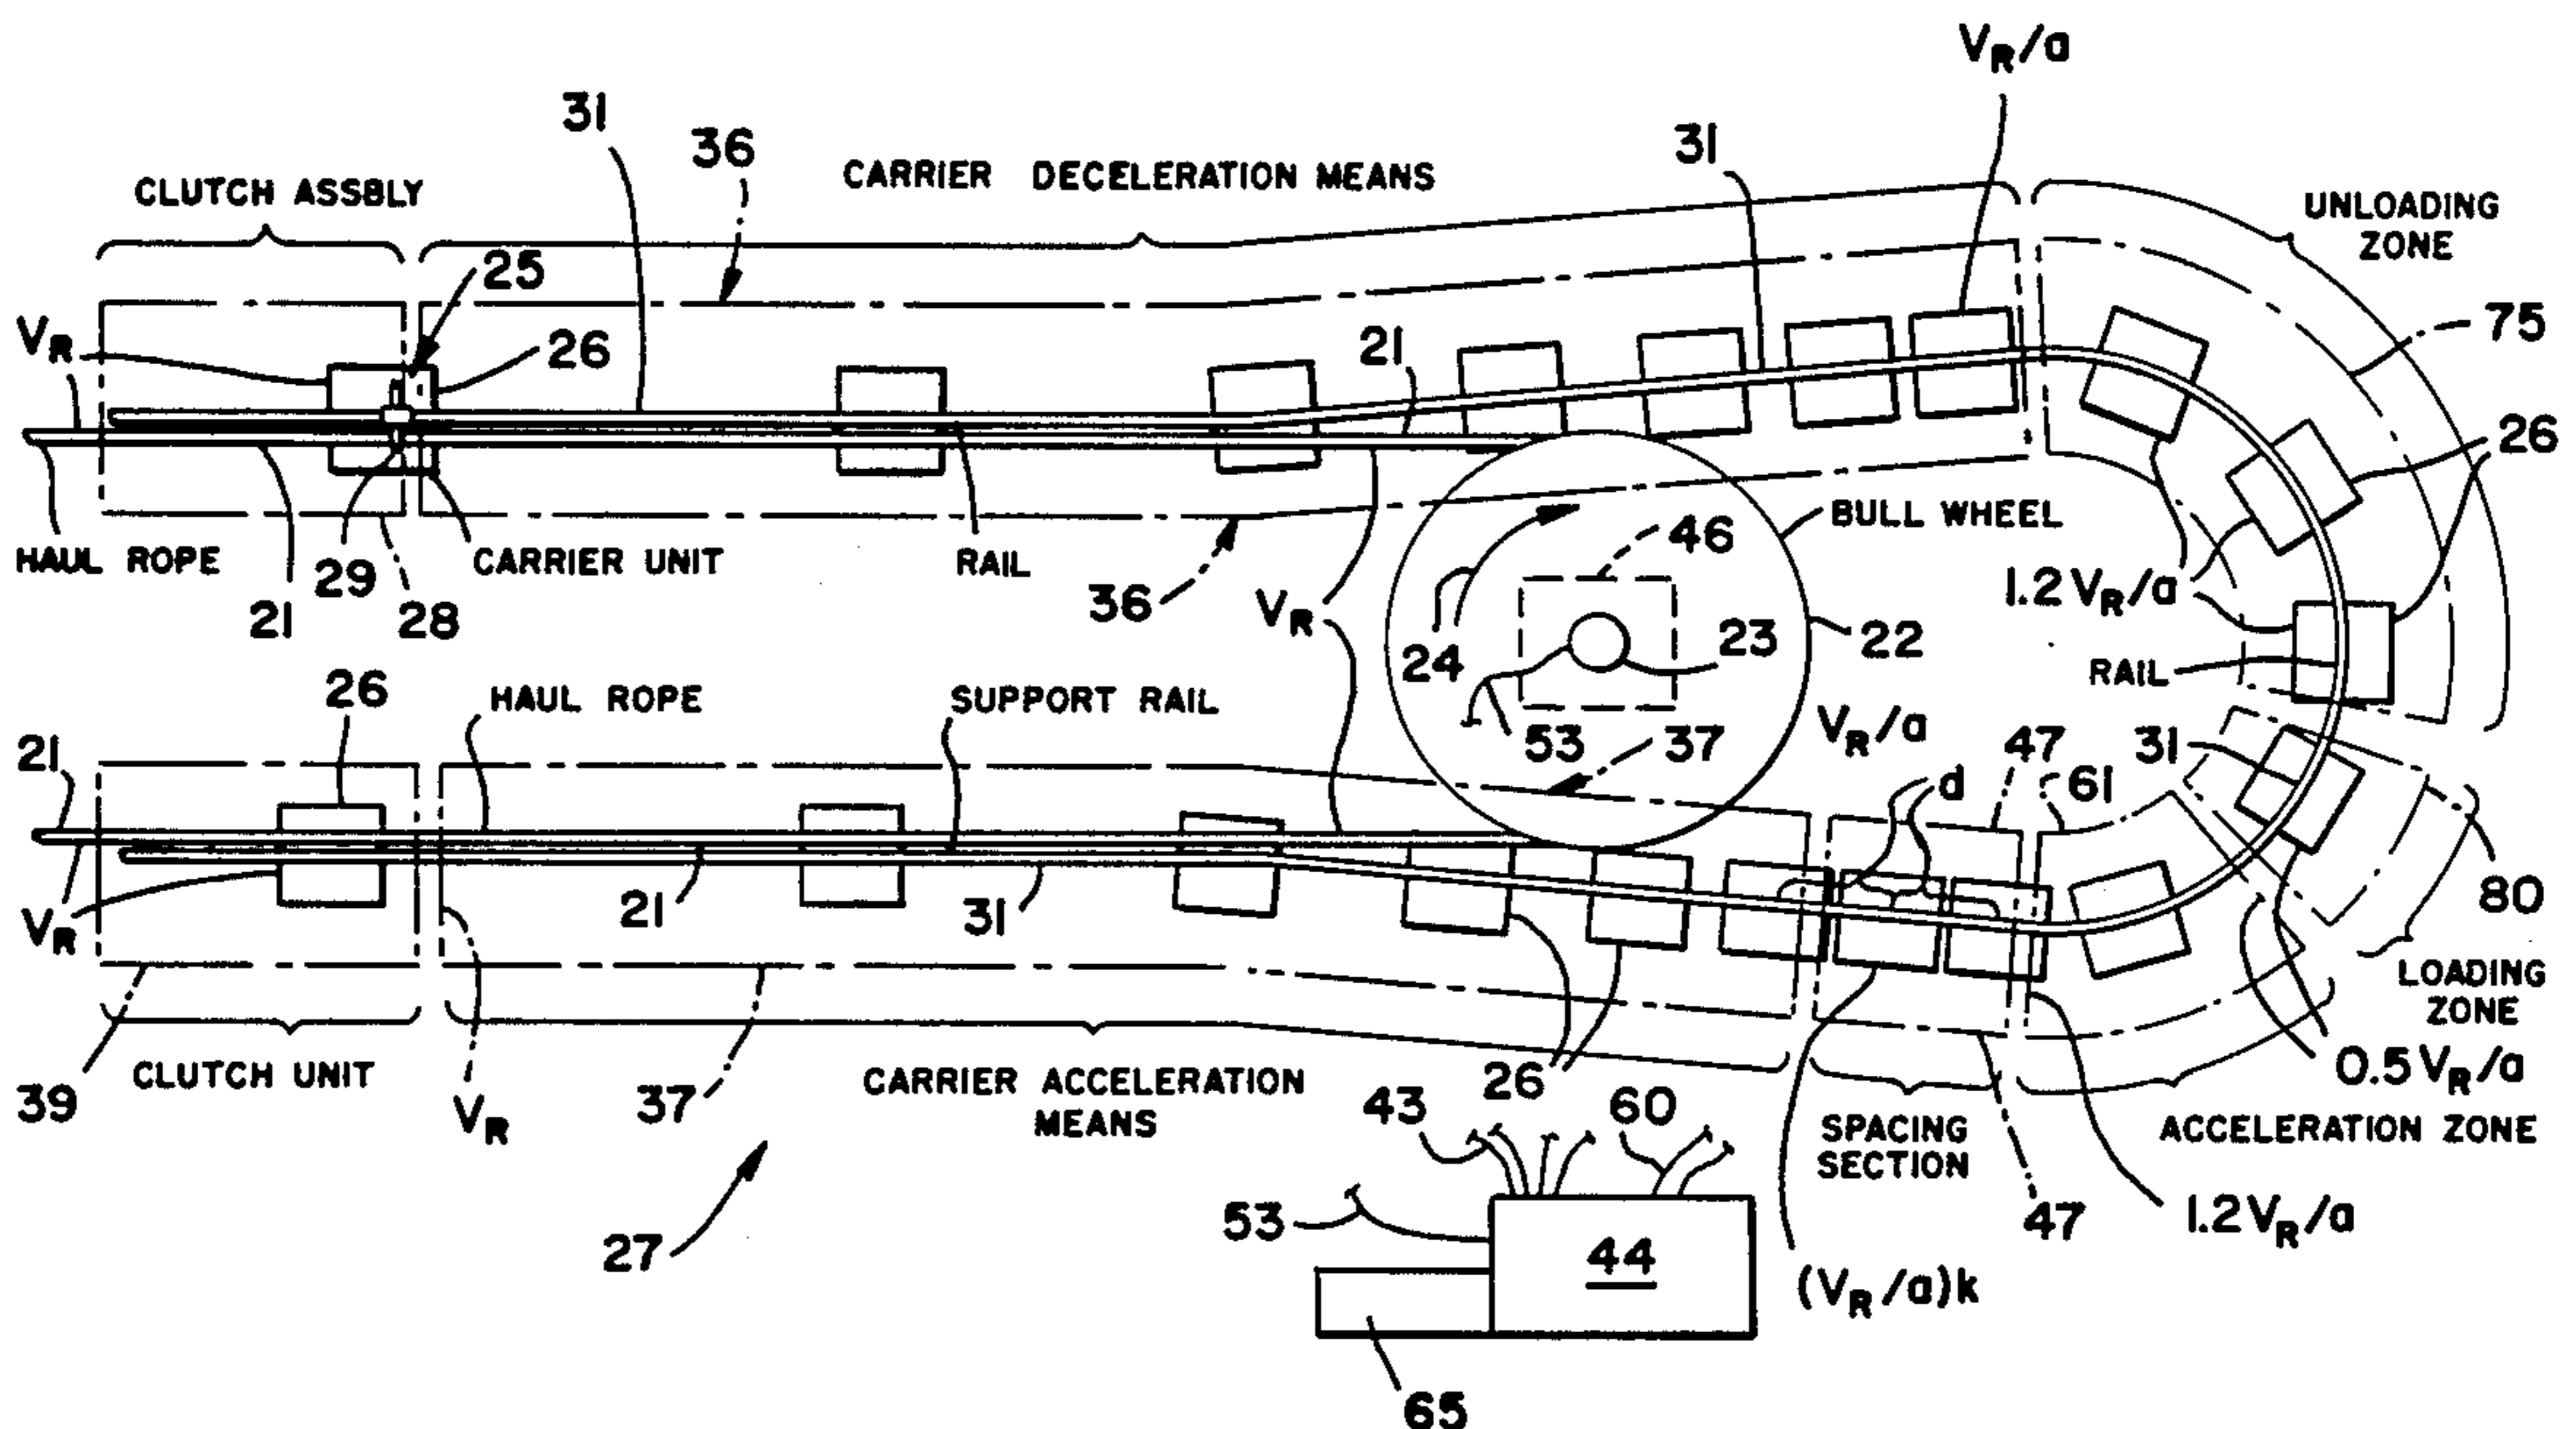 V_R/a
31
36
CARRIER DECELERATION MEANS
31
CLUTCH ASSBLY
UNLOADING
ZONE
25
V_R
26
21
75
26
HAUL ROPE
29
CARRIER UNIT
RAIL
BULL WHEEL
46
21
28
36
V_R
24
23
22
1.2 V_R/a
RAIL
26
HAUL ROPE
SUPPORT RAIL
V_R/a
21
53
37
d
47
61
31
V_R
21
31
80
LOADING
ZONE
39
CLUTCH UNIT
V_R
37
CARRIER ACCELERATION
MEANS
26
43
60
SPACING
SECTION
0.5 V_R/a
ACCELERATION ZONE
27
53
44
47
1.2 V_R/a
(V_R/a)k
65